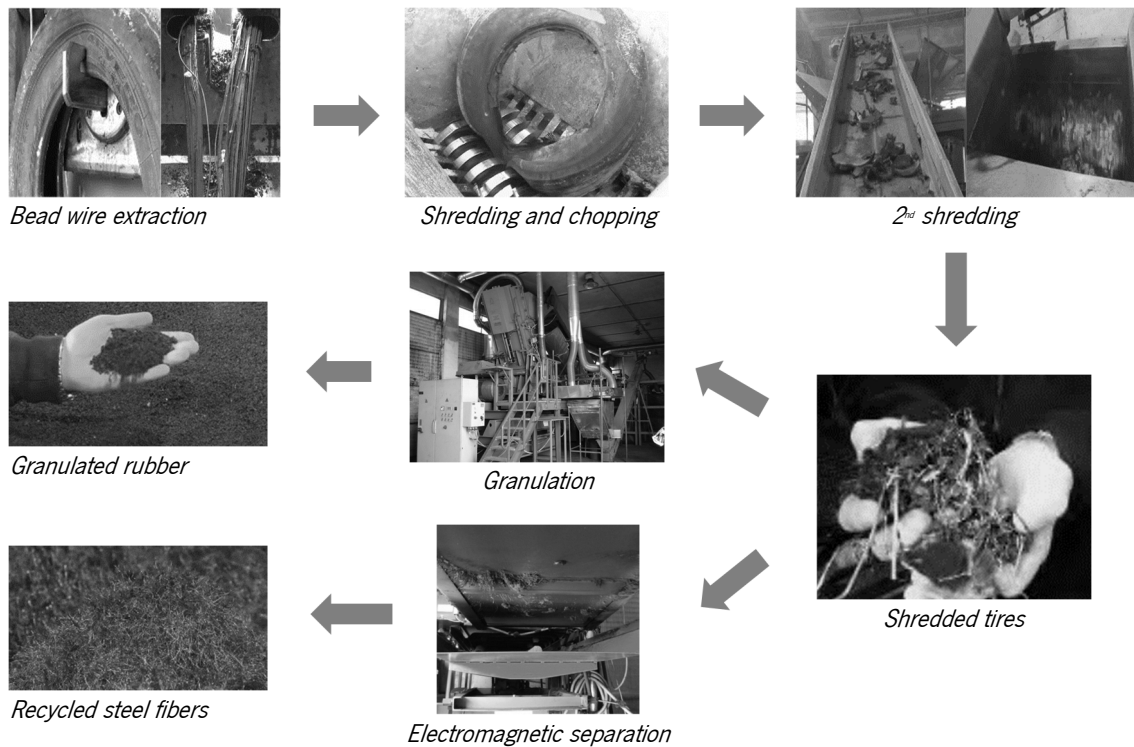 Bead wire extraction
Shredding and chopping
2nd shredding
Granulated rubber
Granulation
Shredded tires
Recycled steel fibers
Electromagnetic separation